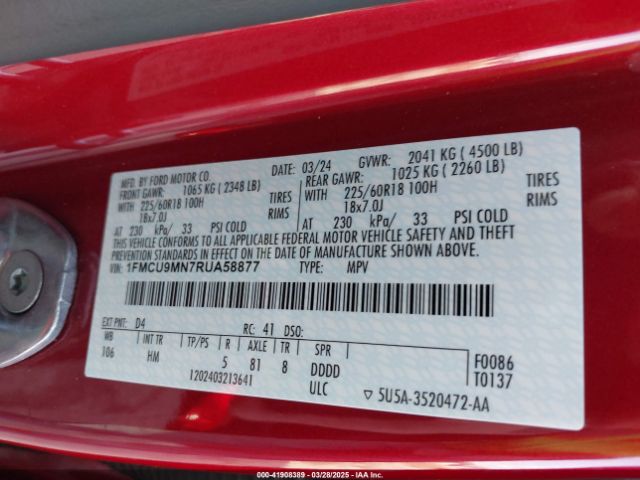 MFD. BY FORD MOTOR CO. DATE: 03/24 GVWR: 2041 KG ( 4500 LB)
FRONT GAWR: 1065 KG ( 2348 LB) REAR GAWR: 1025 KG ( 2260 LB)
WITH 225/60R18 100H TIRES WITH 225/60R18 100H TIRES
18x7.0J RIMS 18x7.0J RIMS
AT 230 kPa/ 33 PSI COLD AT 230 kPa/ 33 PSI COLD
THIS VEHICLE CONFORMS TO ALL APPLICABLE FEDERAL MOTOR VEHICLE SAFETY AND THEFT
PREVENTION STANDARDS IN EFFECT ON THE DATE OF MANUFACTURE SHOWN ABOVE.
VIN: 1FMCU9MN7RUA58877 TYPE: MPV
EXT PNT: D4 RC: 41 DSO:
WB INT TR TP/PS R AXLE TR SPR
106 HM 5 81 8 DDDD
F0086
T0137
1202403213641 ULC ▽ 5U5A-3520472-AA
000-41908389 - 03/28/2025 - IAA, Inc.